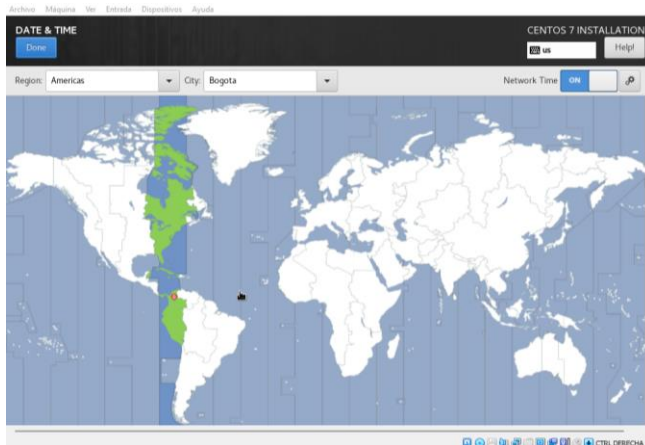 Archivo Máquina Ver Entrada Dispositivos Ayuda
DATE & TIME
CENTOS 7 INSTALLATION
Done
us
Help!
Region: Americas City: Bogota Network Time ON
CTRL DERECHA